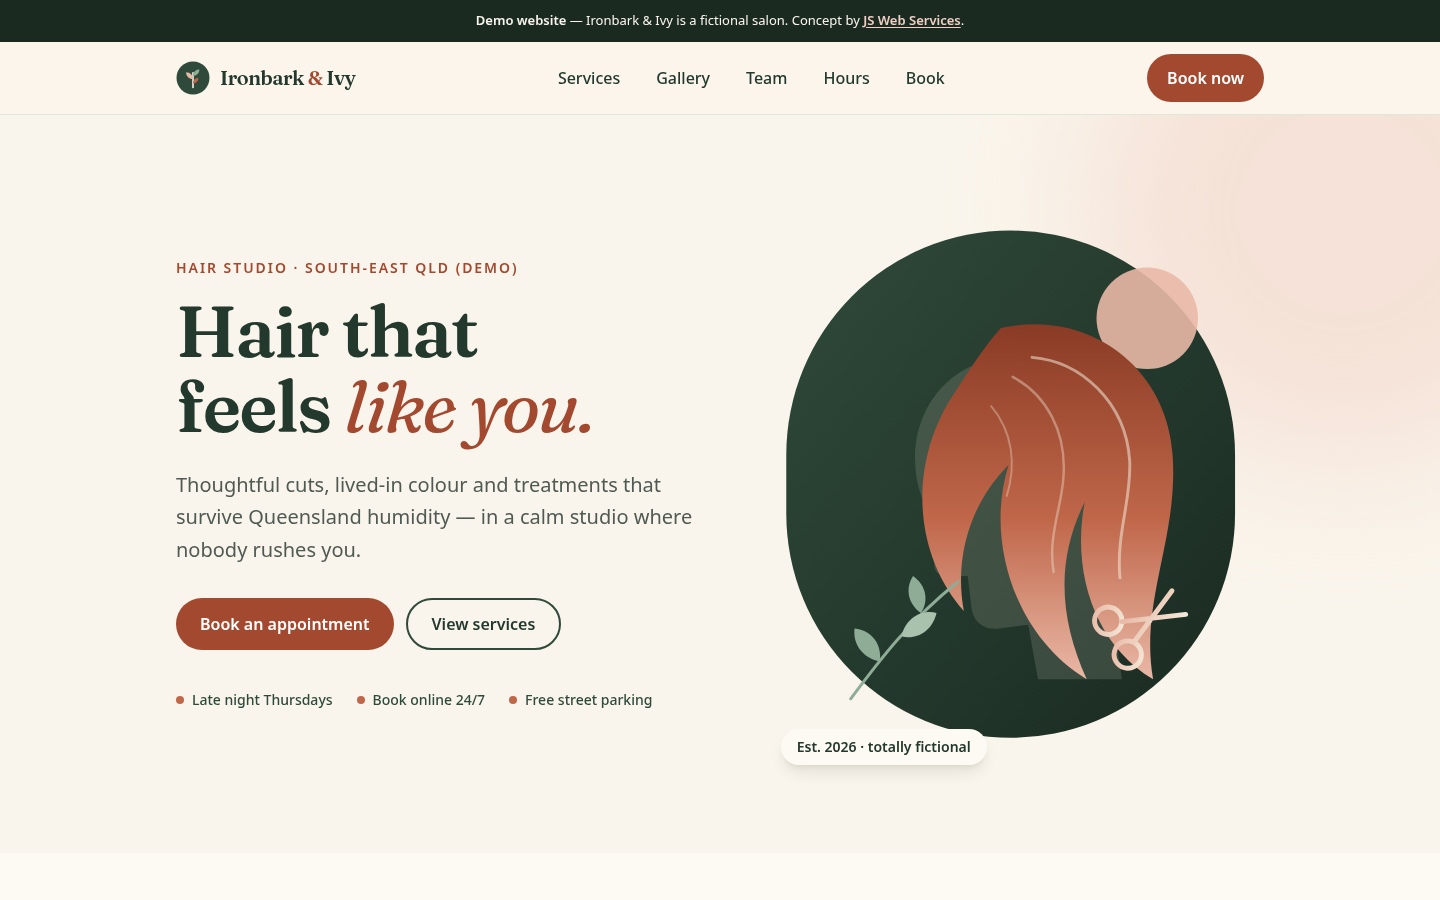 Demo website — Ironbark & Ivy is a fictional salon. Concept by JS Web Services.
Ironbark & Ivy
Services
Gallery
Team
Hours
Book
Book now
HAIR STUDIO · SOUTH-EAST QLD (DEMO)
Hair that
feels like you.
Thoughtful cuts, lived-in colour and treatments that
survive Queensland humidity — in a calm studio where
nobody rushes you.
Book an appointment
View services
Late night Thursdays
Book online 24/7
Free street parking
Est. 2026 · totally fictional